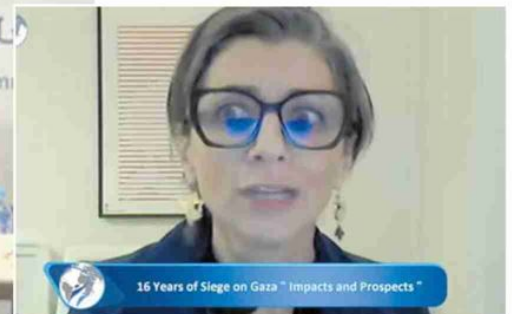 16 Years of Siege on Gaza " Impacts and Prospects "